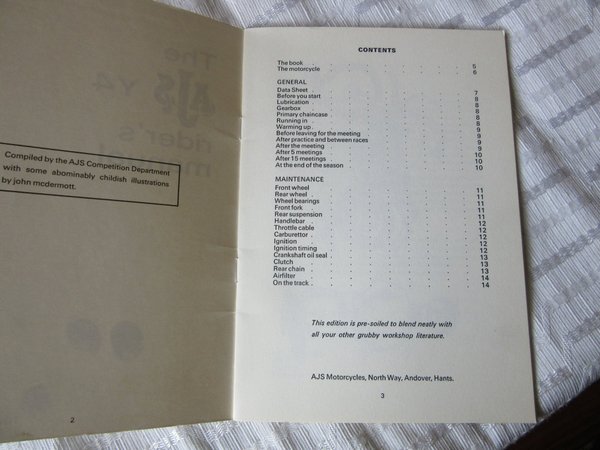 Compiled by the AJS Competition Department
with some abominably childish illustrations
by john mcdermott.
2
CONTENTS
The book 5
The motorcycle 6
GENERAL
Data Sheet 7
Before you start 8
Lubrication 8
Gearbox 8
Primary chaincase 8
Running in 8
Warming up 9
Before leaving for the meeting 9
After practice and between races 9
After the meeting 9
After 5 meetings 10
After 15 meetings 10
At the end of the season 10
MAINTENANCE
Front wheel 11
Rear wheel 11
Wheel bearings 11
Front fork 11
Rear suspension 11
Handlebar 12
Throttle cable 12
Carburettor 12
Ignition 12
Ignition timing 12
Crankshaft oil seal 13
Clutch 13
Rear chain 13
Airfilter 14
On the track 14
This edition is pre-soiled to blend neatly with
all your other grubby workshop literature.
AJS Motorcycles, North Way, Andover, Hants.
3